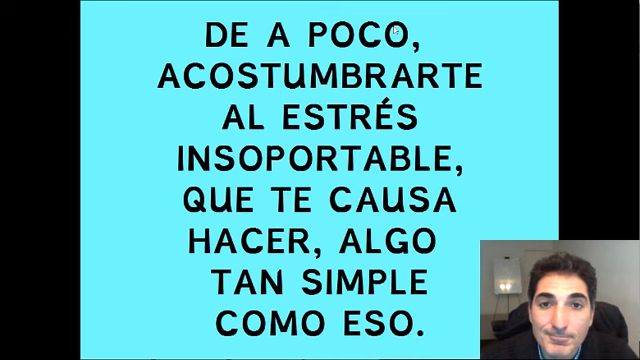 DE A POCO,
ACOSTUMBRARTE
AL ESTRÉS
INSOPORTABLE,
QUE TE CAUSA
HACER, ALGO
TAN SIMPLE
COMO ESO.